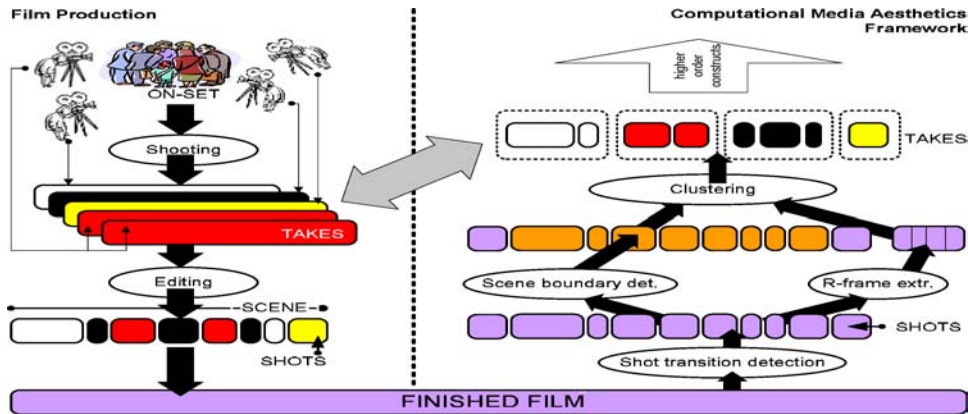 Film Production
ON-SET
Shooting
TAKES
Editing
SCENE
SHOTS
Computational Media Aesthetics
Framework
higher
order
constructs
TAKES
Clustering
Scene boundary det.
R-frame extr.
SHOTS
Shot transition detection
FINISHED FILM